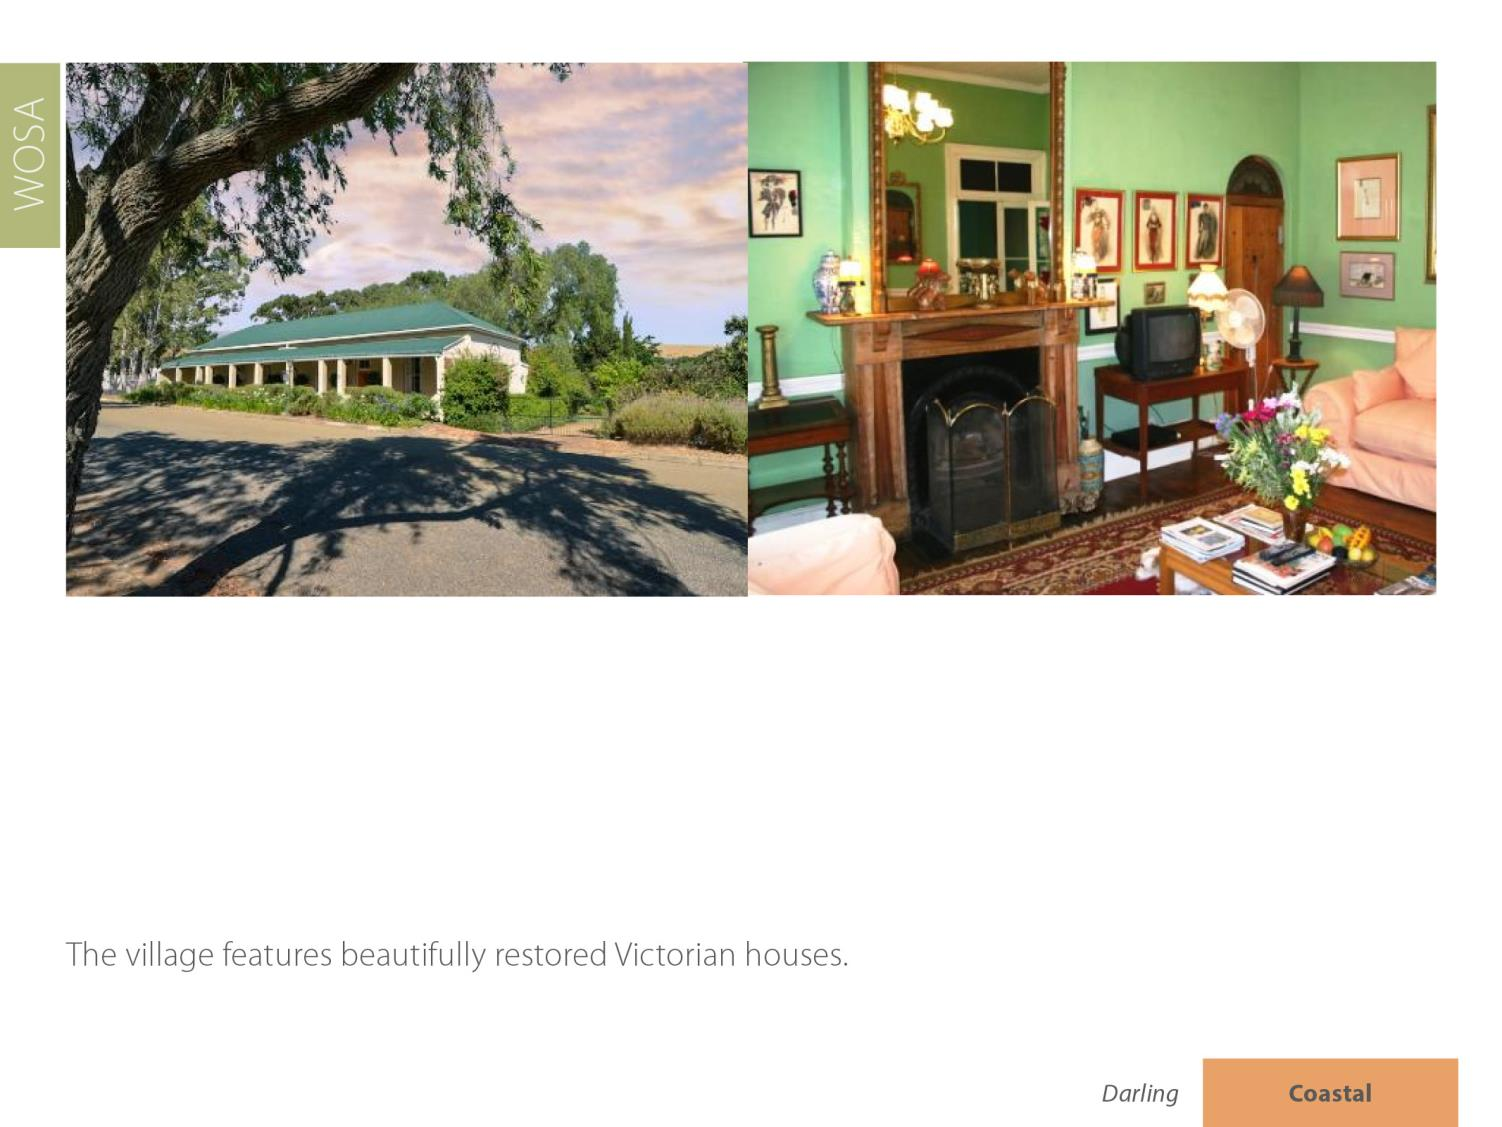 WOSA
The village features beautifully restored Victorian houses.
Darling
Coastal